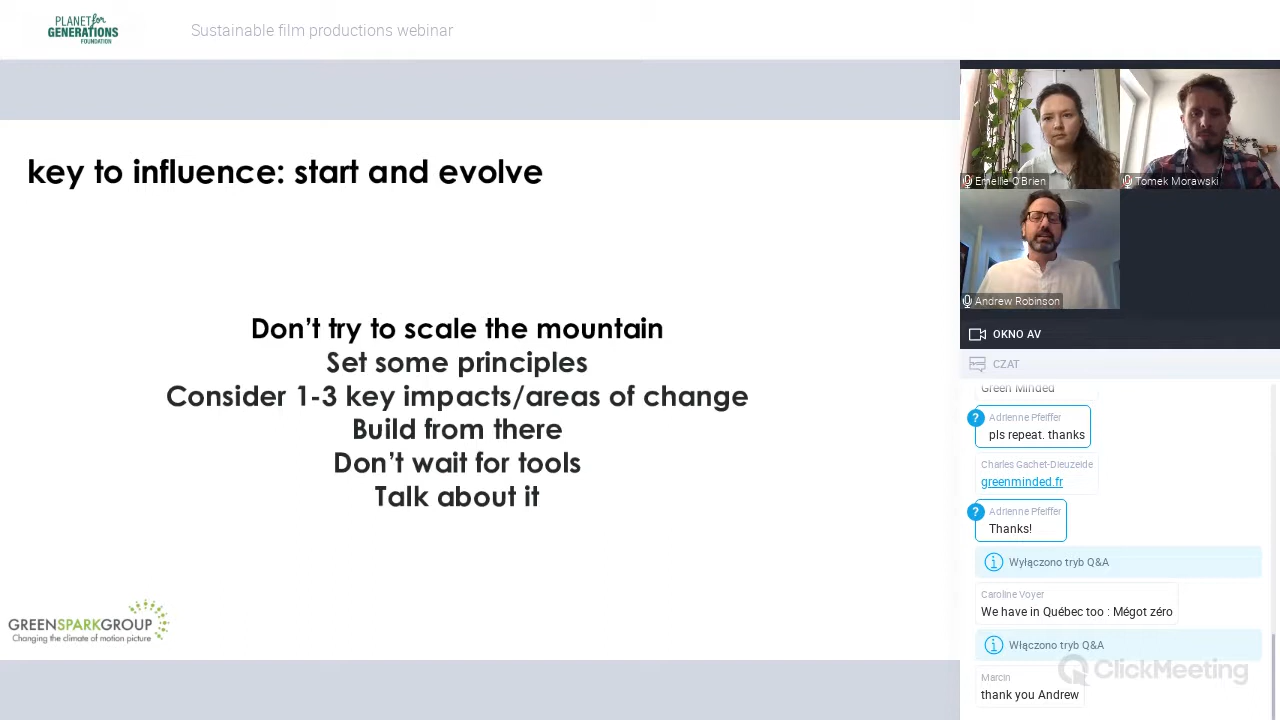 PLANET for
GENERATIONS
FOUNDATION
Sustainable film productions webinar
key to influence: start and evolve
Don't try to scale the mountain
Set some principles
Consider 1-3 key impacts/areas of change
Build from there
Don't wait for tools
Talk about it
GREENSPARKGROUP
Changing the climate of motion picture
Emellie O'Brien
Tomek Morawski
Andrew Robinson
OKNO AV
CZAT
Green Minded
? Adrienne Pfeiffer
pls repeat. thanks
Charles Gachet-Dieuzeide
greenminded.fr
? Adrienne Pfeiffer
Thanks!
Wyłączono tryb Q&A
Caroline Voyer
We have in Québec too : Mégot zéro
Włączono tryb Q&A
ClickMeeting
Marcin
thank you Andrew